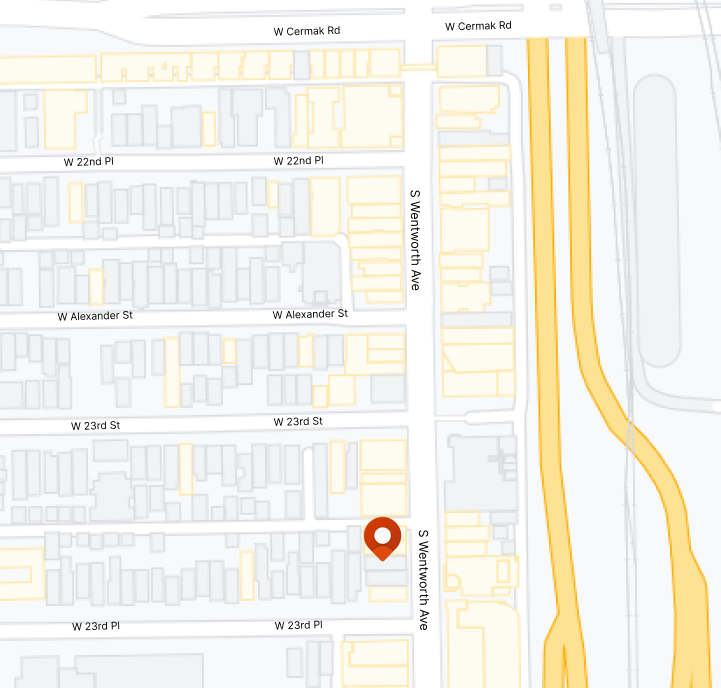 W Cermak Rd
W Cermak Rd
W 22nd Pl
W 22nd Pl
S Wentworth Ave
W Alexander St
W Alexander St
W 23rd St
W 23rd St
S Wentworth Ave
W 23rd Pl
W 23rd Pl